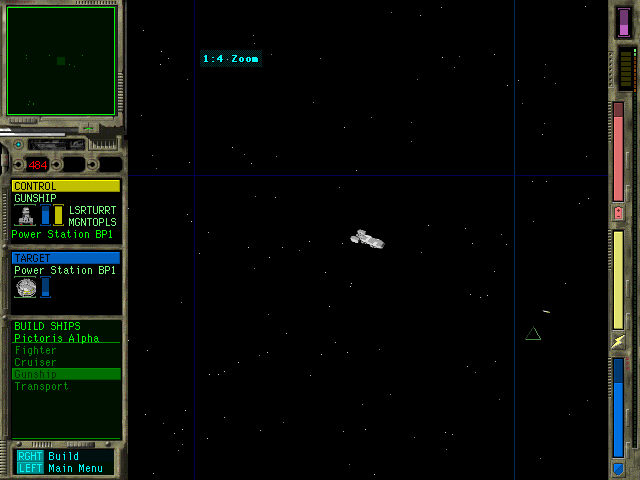 1:4 Zoom
484
CONTROL
GUNSHIP
LSRTURRT
MGNTOPLS
Power Station BP1
TARGET
Power Station BP1
BUILD SHIPS
Pictoris Alpha
Fighter
Cruiser
Gunship
Transport
RGHT Build
LEFT Main Menu